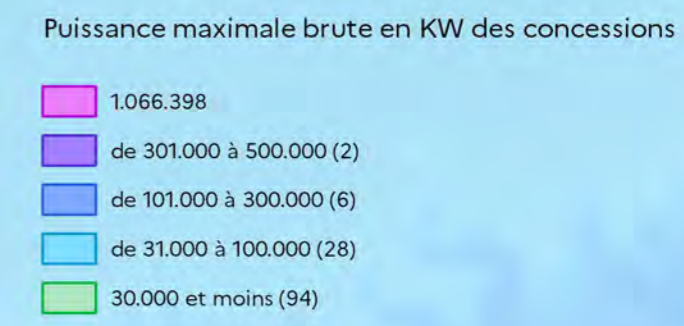 Puissance maximale brute en KW des concessions
1.066.398
de 301.000 à 500.000 (2)
de 101.000 à 300.000 (6)
de 31.000 à 100.000 (28)
30.000 et moins (94)